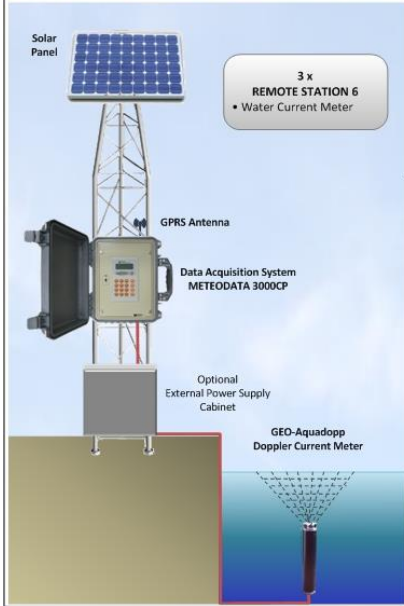 Solar
Panel
3 x
REMOTE STATION 6
• Water Current Meter
GPRS Antenna
Data Acquisition System
METEODATA 3000CP
Optional
External Power Supply
Cabinet
GEO-Aquadopp
Doppler Current Meter